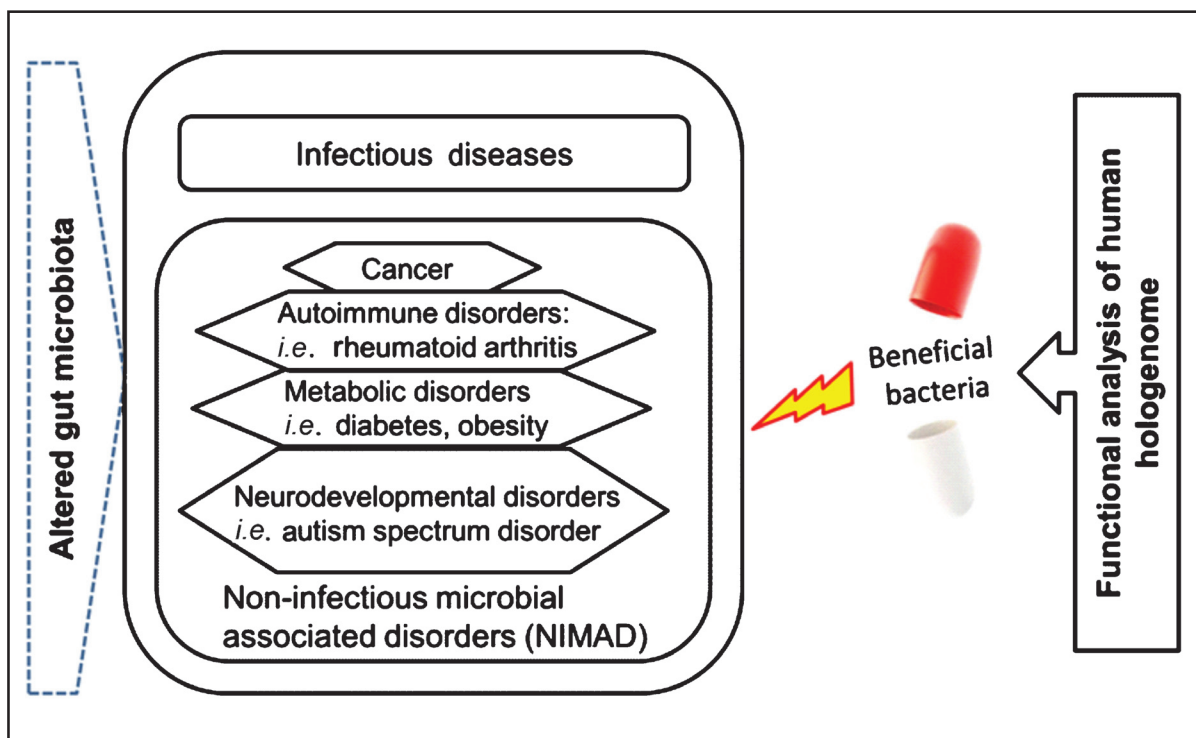 Altered gut microbiota
Infectious diseases
Cancer
Autoimmune disorders:
i.e. rheumatoid arthritis
Metabolic disorders
i.e. diabetes, obesity
Neurodevelopmental disorders
i.e. autism spectrum disorder
Non-infectious microbial
associated disorders (NIMAD)
Beneficial
bacteria
Functional analysis of human
hologenome